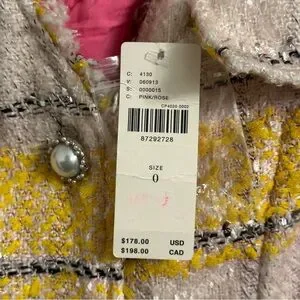 C: 4130
V: 060913
S: 0000015
C: PINK/ROSE
CP4030-0002
87292728
SIZE
0
$178.00 USD
$198.00 CAD